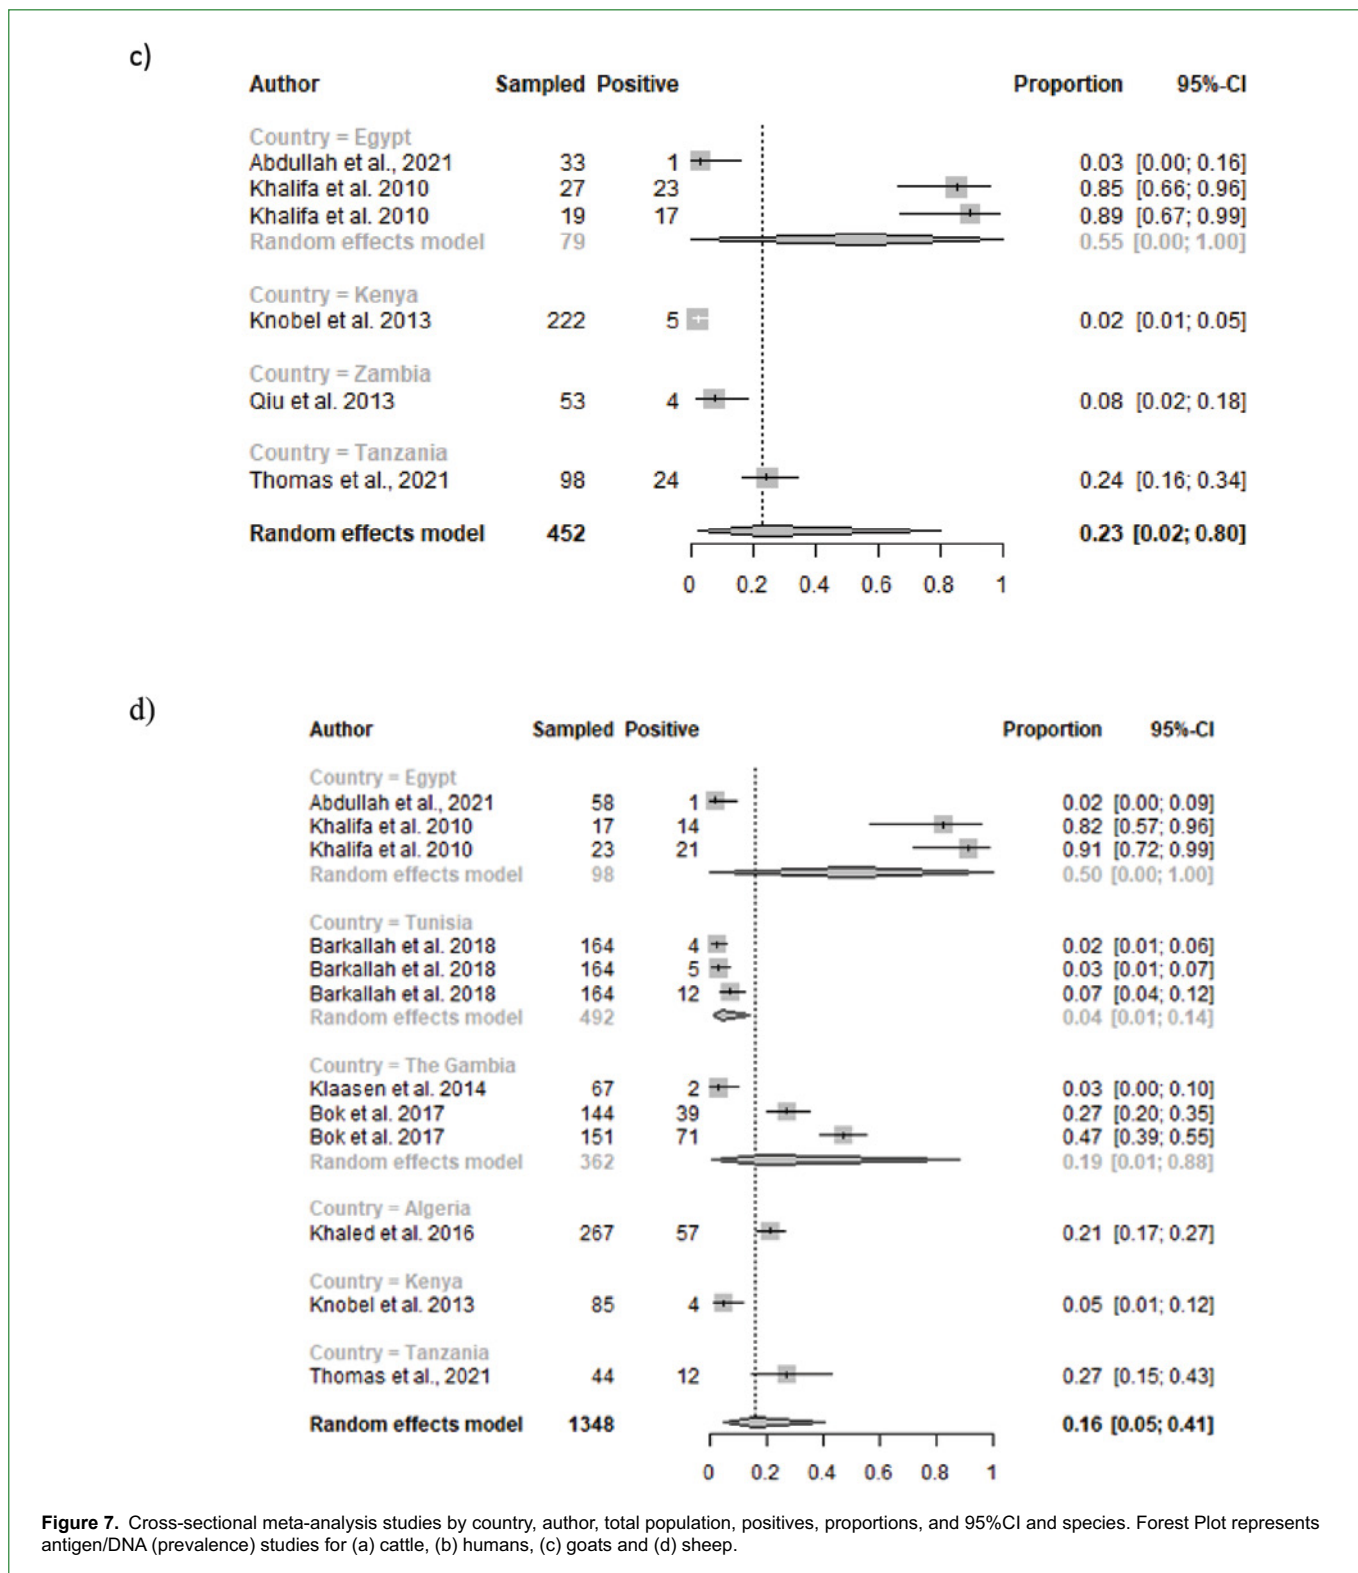 c)
Author Sampled Positive Proportion 95%-CI
Country = Egypt
Abdullah et al., 2021 33 1 0.03 [0.00; 0.16]
Khalifa et al. 2010 27 23 0.85 [0.66; 0.96]
Khalifa et al. 2010 19 17 0.89 [0.67; 0.99]
Random effects model 79 0.55 [0.00; 1.00]
Country = Kenya
Knobel et al. 2013 222 5 0.02 [0.01; 0.05]
Country = Zambia
Qiu et al. 2013 53 4 0.08 [0.02; 0.18]
Country = Tanzania
Thomas et al., 2021 98 24 0.24 [0.16; 0.34]
Random effects model 452 0.23 [0.02; 0.80]
0 0.2 0.4 0.6 0.8 1
d)
Author Sampled Positive Proportion 95%-CI
Country = Egypt
Abdullah et al., 2021 58 1 0.02 [0.00; 0.09]
Khalifa et al. 2010 17 14 0.82 [0.57; 0.96]
Khalifa et al. 2010 23 21 0.91 [0.72; 0.99]
Random effects model 98 0.50 [0.00; 1.00]
Country = Tunisia
Barkallah et al. 2018 164 4 0.02 [0.01; 0.06]
Barkallah et al. 2018 164 5 0.03 [0.01; 0.07]
Barkallah et al. 2018 164 12 0.07 [0.04; 0.12]
Random effects model 492 0.04 [0.01; 0.14]
Country = The Gambia
Klaasen et al. 2014 67 2 0.03 [0.00; 0.10]
Bok et al. 2017 144 39 0.27 [0.20; 0.35]
Bok et al. 2017 151 71 0.47 [0.39; 0.55]
Random effects model 362 0.19 [0.01; 0.88]
Country = Algeria
Khaled et al. 2016 267 57 0.21 [0.17; 0.27]
Country = Kenya
Knobel et al. 2013 85 4 0.05 [0.01; 0.12]
Country = Tanzania
Thomas et al., 2021 44 12 0.27 [0.15; 0.43]
Random effects model 1348 0.16 [0.05; 0.41]
0 0.2 0.4 0.6 0.8 1
Figure 7. Cross-sectional meta-analysis studies by country, author, total population, positives, proportions, and 95%CI and species. Forest Plot represents
antigen/DNA (prevalence) studies for (a) cattle, (b) humans, (c) goats and (d) sheep.